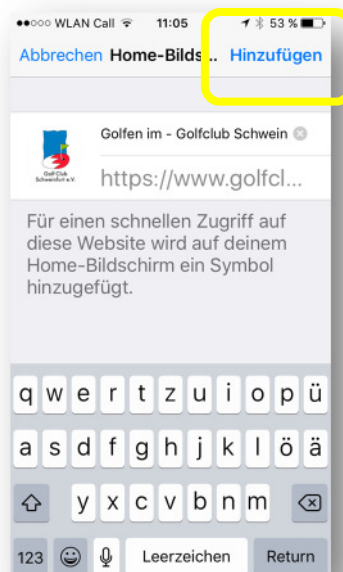 WLAN Call 11:05 53 %
Abbrechen Home-Bilds... Hinzufügen
Golfen im - Golfclub Schwein
Golf Club
Schweinfurt e.V.
https://www.golfcl...
Für einen schnellen Zugriff auf
diese Website wird auf deinem
Home-Bildschirm ein Symbol
hinzugefügt.
q w e r t z u i o p ü
a s d f g h j k l ö ä
y x c v b n m
123 Leerzeichen Return